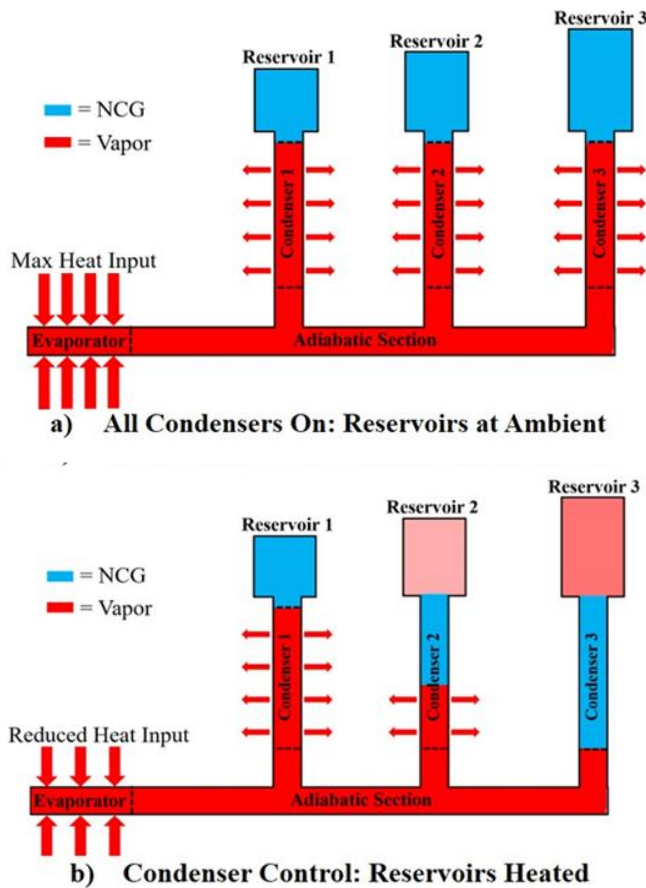 Reservoir 3
Reservoir 2
Reservoir 1
= NCG
= Vapor
Condenser 1
Condenser 2
Condenser 3
Max Heat Input
Evaporator
Adiabatic Section
a) All Condensers On: Reservoirs at Ambient
Reservoir 3
Reservoir 2
Reservoir 1
= NCG
= Vapor
Condenser 1
Condenser 2
Condenser 3
Reduced Heat Input
Evaporator
Adiabatic Section
b) Condenser Control: Reservoirs Heated